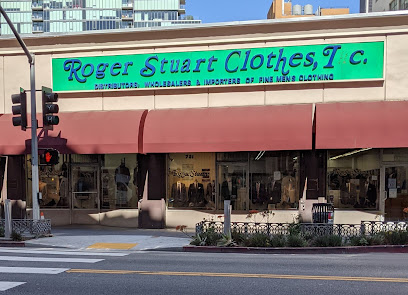 Roger Stuart Clothes, I c.
DISTRIBUTORS, WHOLESALERS & IMPORTERS OF FINE MEN'S CLOTHING